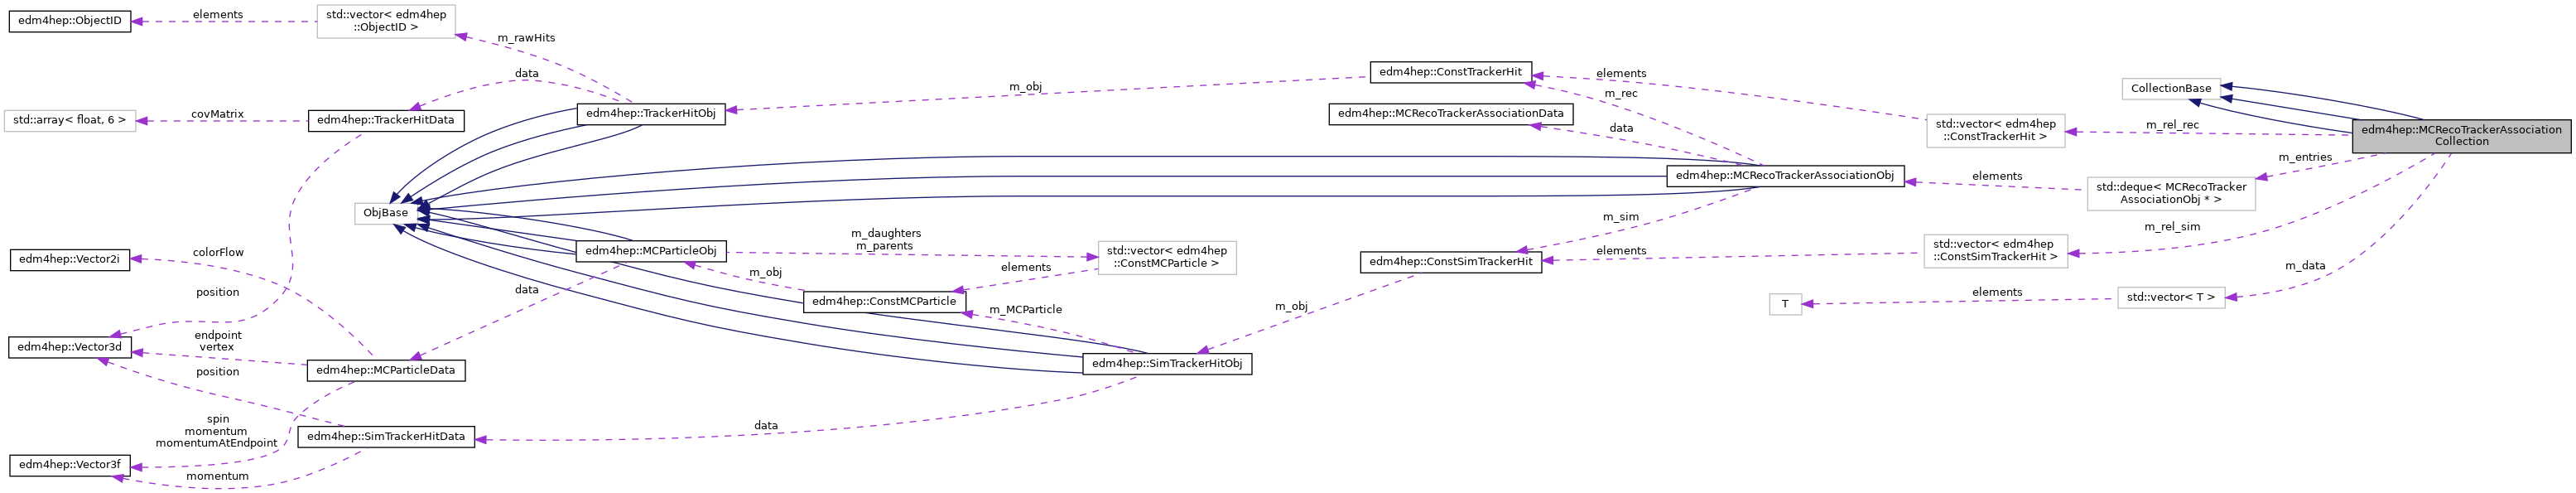 edm4hep::ObjectID
elements
std::vector< edm4hep
::ObjectID >
m_rawHits
data
std::array< float, 6 >
covMatrix
edm4hep::TrackerHitData
edm4hep::TrackerHitObj
m_obj
edm4hep::ConstTrackerHit
elements
m_rec
edm4hep::MCRecoTrackerAssociationData
data
CollectionBase
std::vector< edm4hep
::ConstTrackerHit >
m_rel_rec
edm4hep::MCRecoTrackerAssociation
Collection
m_entries
edm4hep::MCRecoTrackerAssociationObj
elements
std::deque< MCRecoTracker
AssociationObj * >
ObjBase
m_sim
m_rel_sim
edm4hep::Vector2i
colorFlow
edm4hep::MCParticleObj
m_daughters
m_parents
std::vector< edm4hep
::ConstMCParticle >
edm4hep::ConstSimTrackerHit
elements
std::vector< edm4hep
::ConstSimTrackerHit >
m_data
m_obj
elements
position
data
edm4hep::ConstMCParticle
m_MCParticle
m_obj
T
elements
std::vector< T >
edm4hep::Vector3d
endpoint
vertex
position
edm4hep::MCParticleData
edm4hep::SimTrackerHitObj
spin
momentum
momentumAtEndpoint
edm4hep::SimTrackerHitData
data
edm4hep::Vector3f
momentum